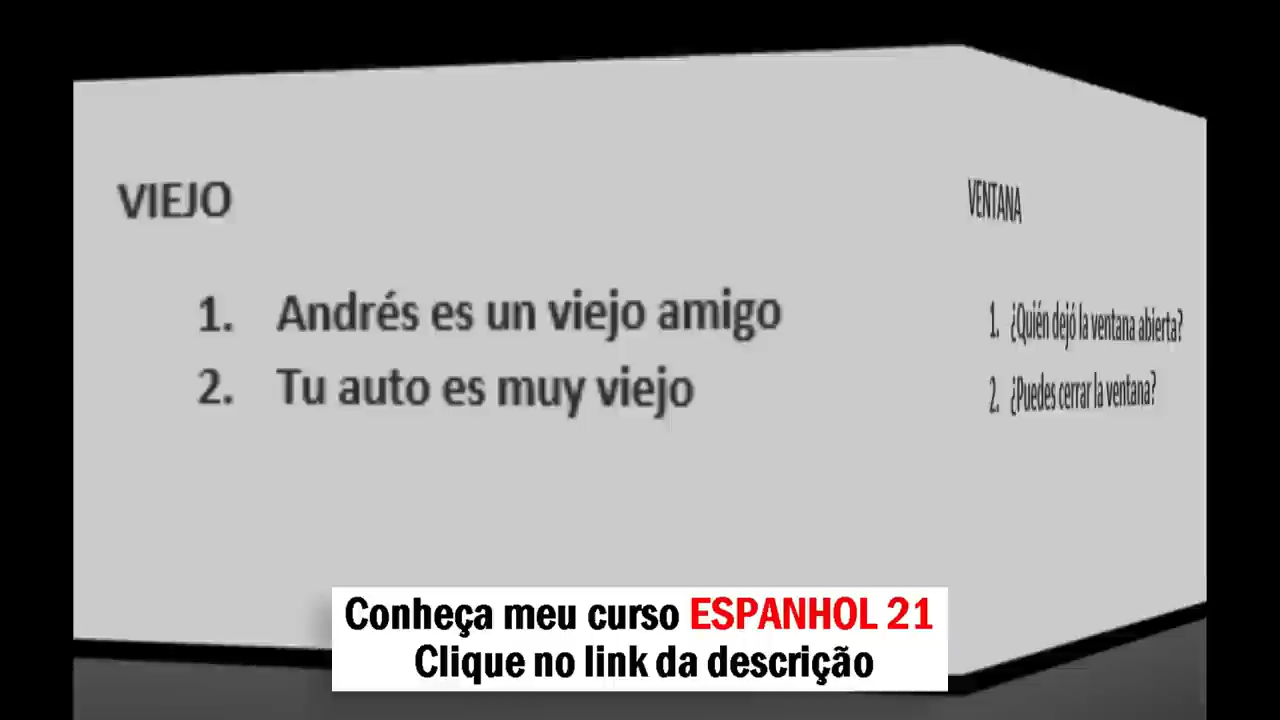 VIEJO
1. Andrés es un viejo amigo
2. Tu auto es muy viejo
VENTANA
1. ¿Quién dejó la ventana abierta?
2. ¿Puedes cerrar la ventana?
Conheça meu curso ESPANHOL 21
Clique no link da descrição